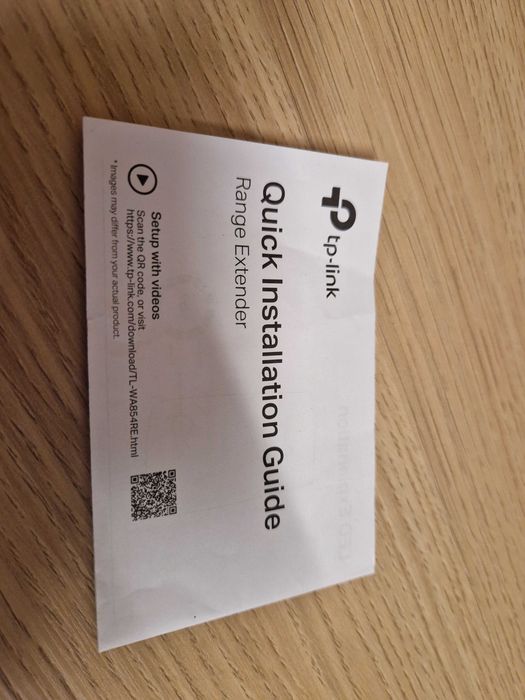 tp-link
Quick Installation Guide
Range Extender
Setup with videos
Scan the QR code, or visit
https://www.tp-link.com/download/TL-WA854RE.html
* Images may differ from your actual product.